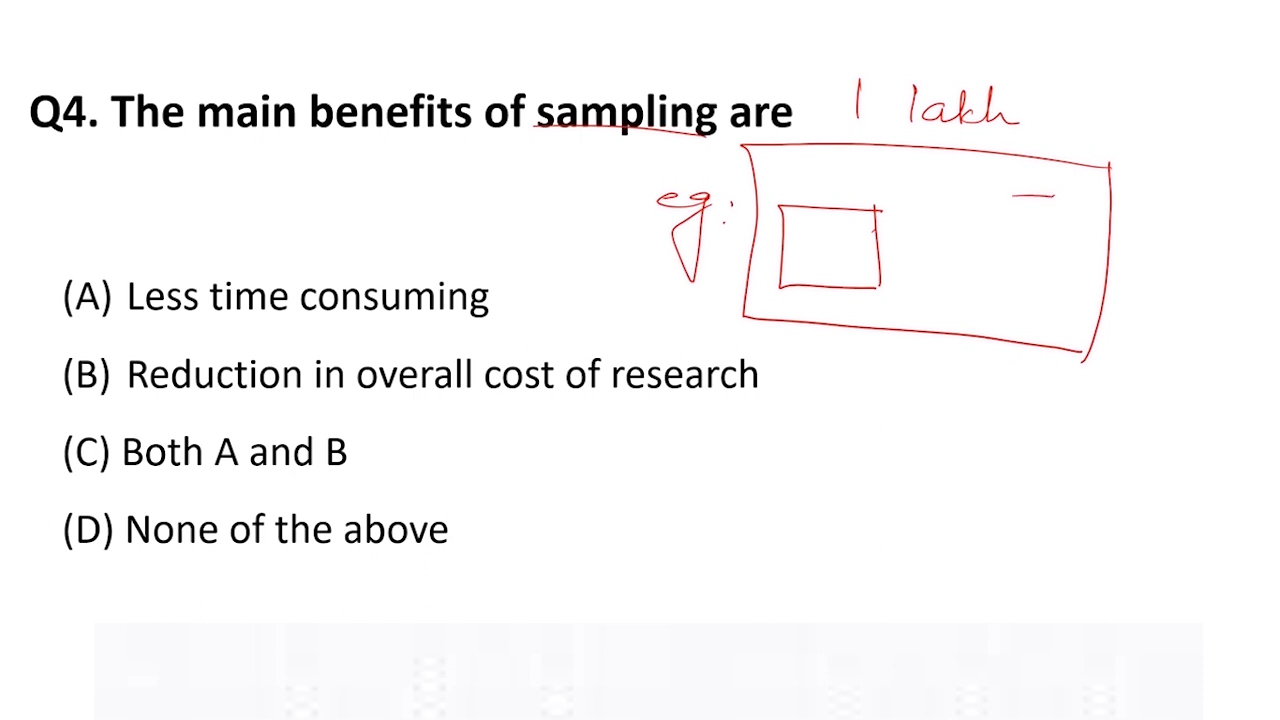 Q4. The main benefits of sampling are
1 lakh
eg:
(A) Less time consuming
(B) Reduction in overall cost of research
(C) Both A and B
(D) None of the above